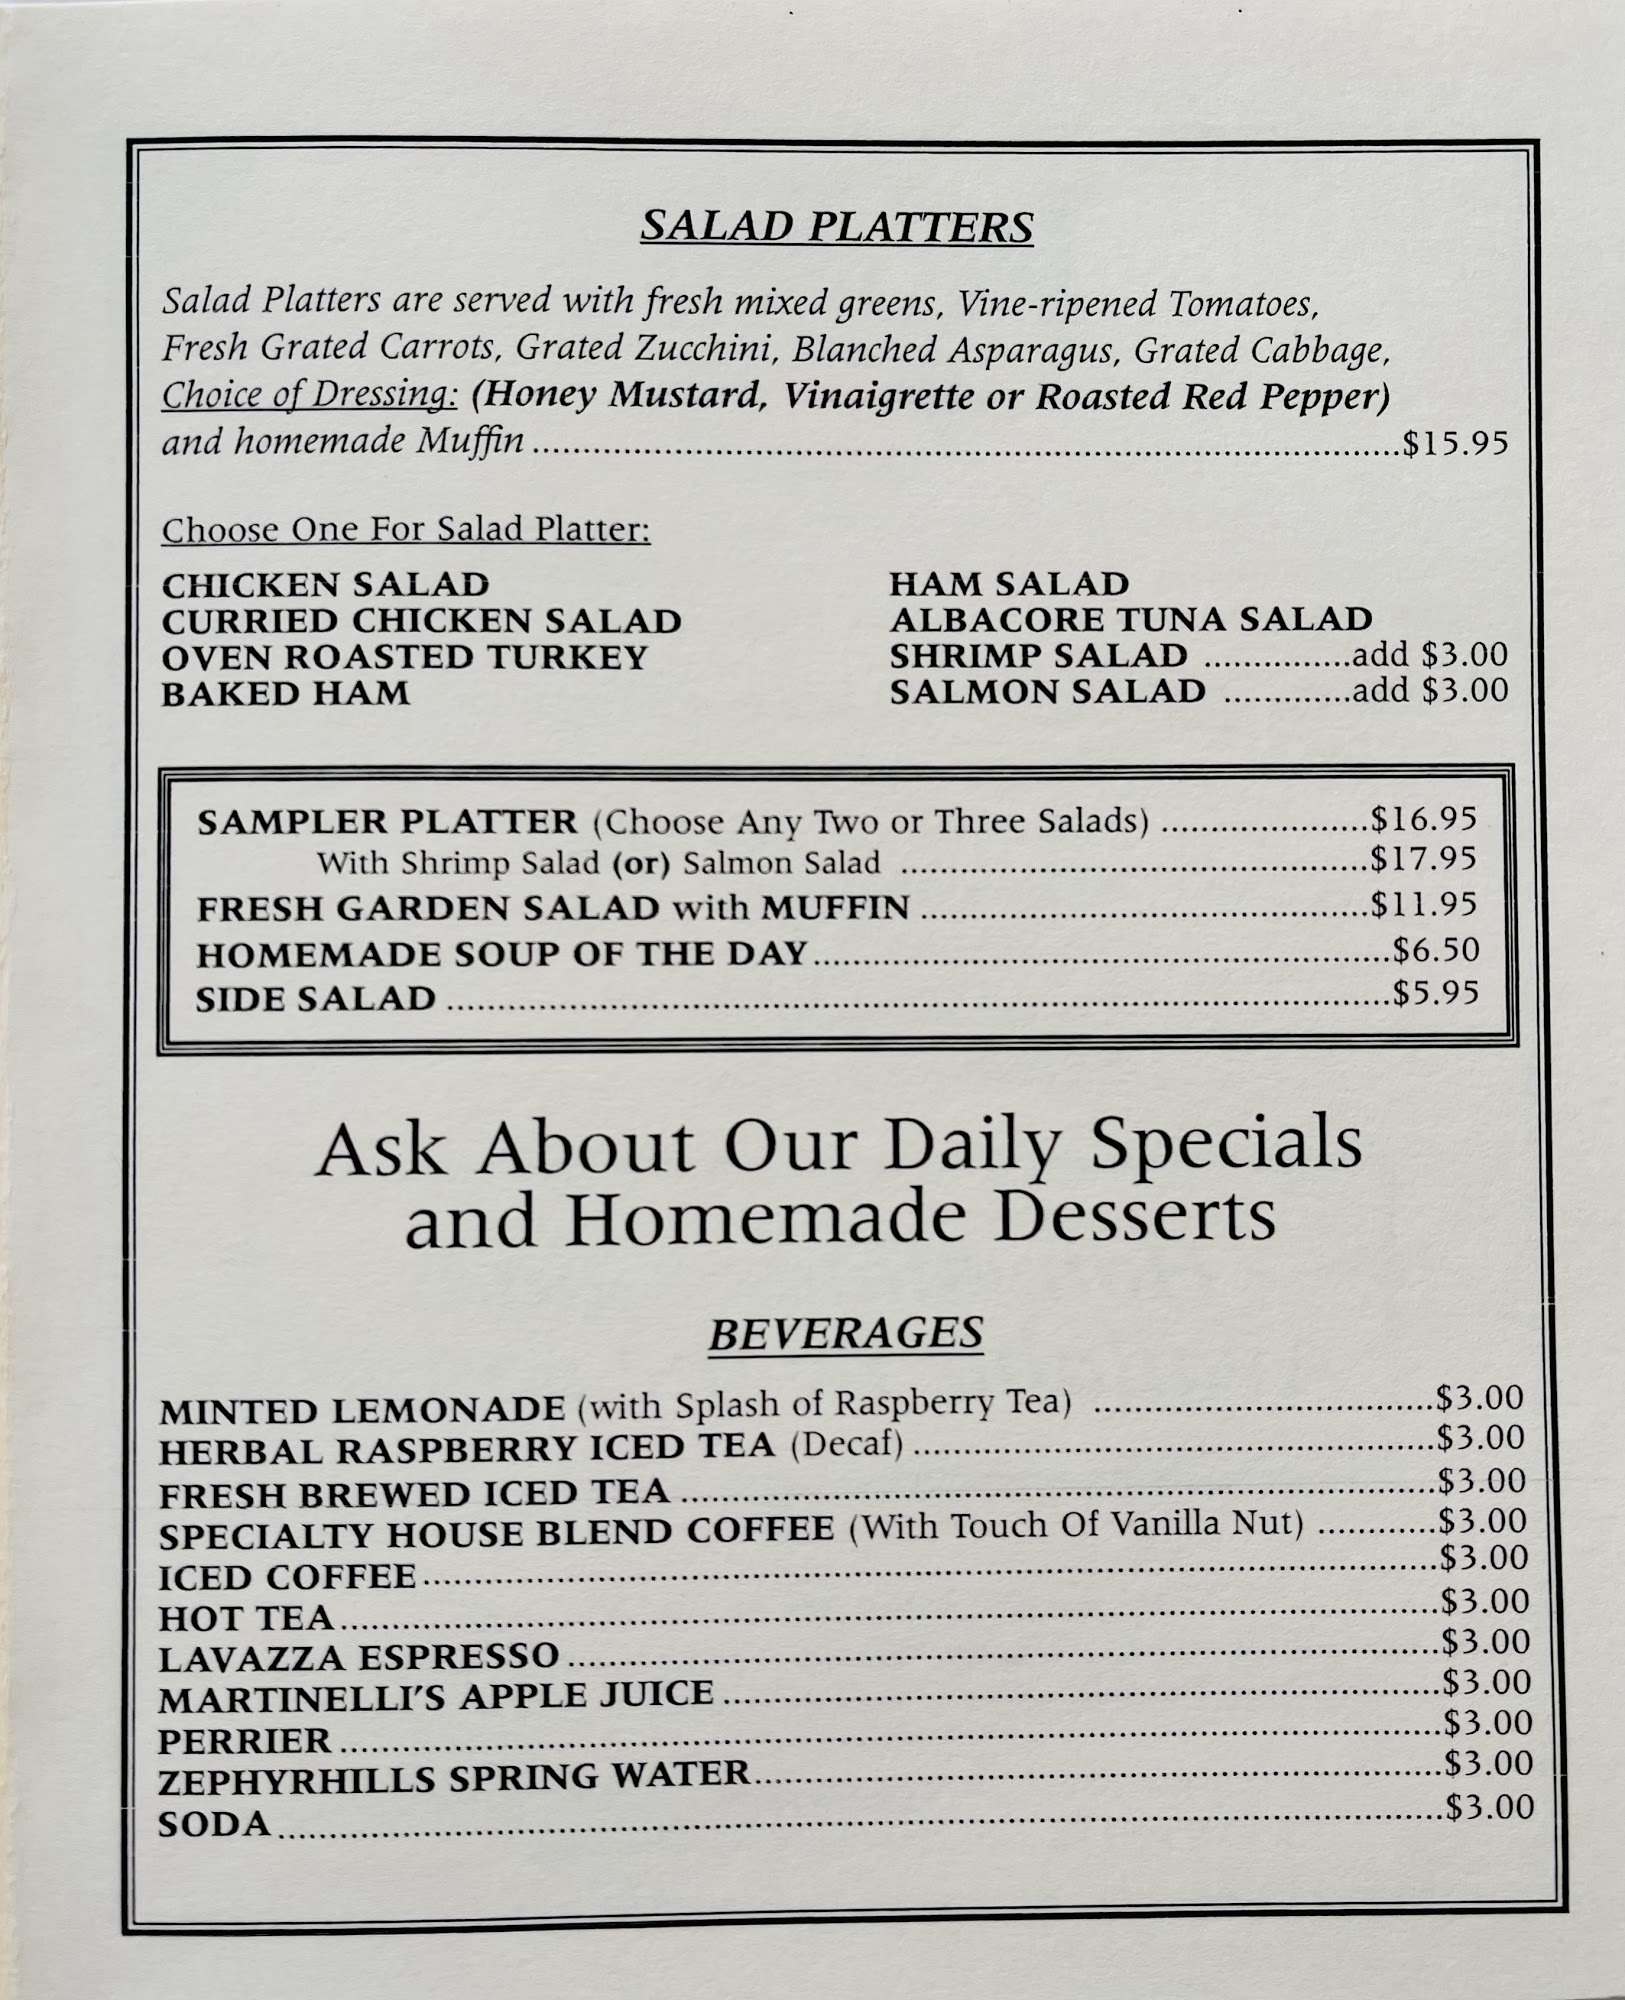 SALAD PLATTERS
Salad Platters are served with fresh mixed greens, Vine-ripened Tomatoes,
Fresh Grated Carrots, Grated Zucchini, Blanched Asparagus, Grated Cabbage,
Choice of Dressing: (Honey Mustard, Vinaigrette or Roasted Red Pepper)
and homemade Muffin ........ $15.95
Choose One For Salad Platter:
CHICKEN SALAD
CURRIED CHICKEN SALAD
OVEN ROASTED TURKEY
BAKED HAM
HAM SALAD
ALBACORE TUNA SALAD
SHRIMP SALAD ........ add $3.00
SALMON SALAD ........ add $3.00
SAMPLER PLATTER (Choose Any Two or Three Salads) ........ $16.95
With Shrimp Salad (or) Salmon Salad ........ $17.95
FRESH GARDEN SALAD with MUFFIN ........ $11.95
HOMEMADE SOUP OF THE DAY ........ $6.50
SIDE SALAD ........ $5.95
Ask About Our Daily Specials
and Homemade Desserts
BEVERAGES
MINTED LEMONADE (with Splash of Raspberry Tea) ........ $3.00
HERBAL RASPBERRY ICED TEA (Decaf) ........ $3.00
FRESH BREWED ICED TEA ........ $3.00
SPECIALTY HOUSE BLEND COFFEE (With Touch Of Vanilla Nut) ........ $3.00
ICED COFFEE ........ $3.00
HOT TEA ........ $3.00
LAVAZZA ESPRESSO ........ $3.00
MARTINELLI'S APPLE JUICE ........ $3.00
PERRIER ........ $3.00
ZEPHYRHILLS SPRING WATER ........ $3.00
SODA ........ $3.00